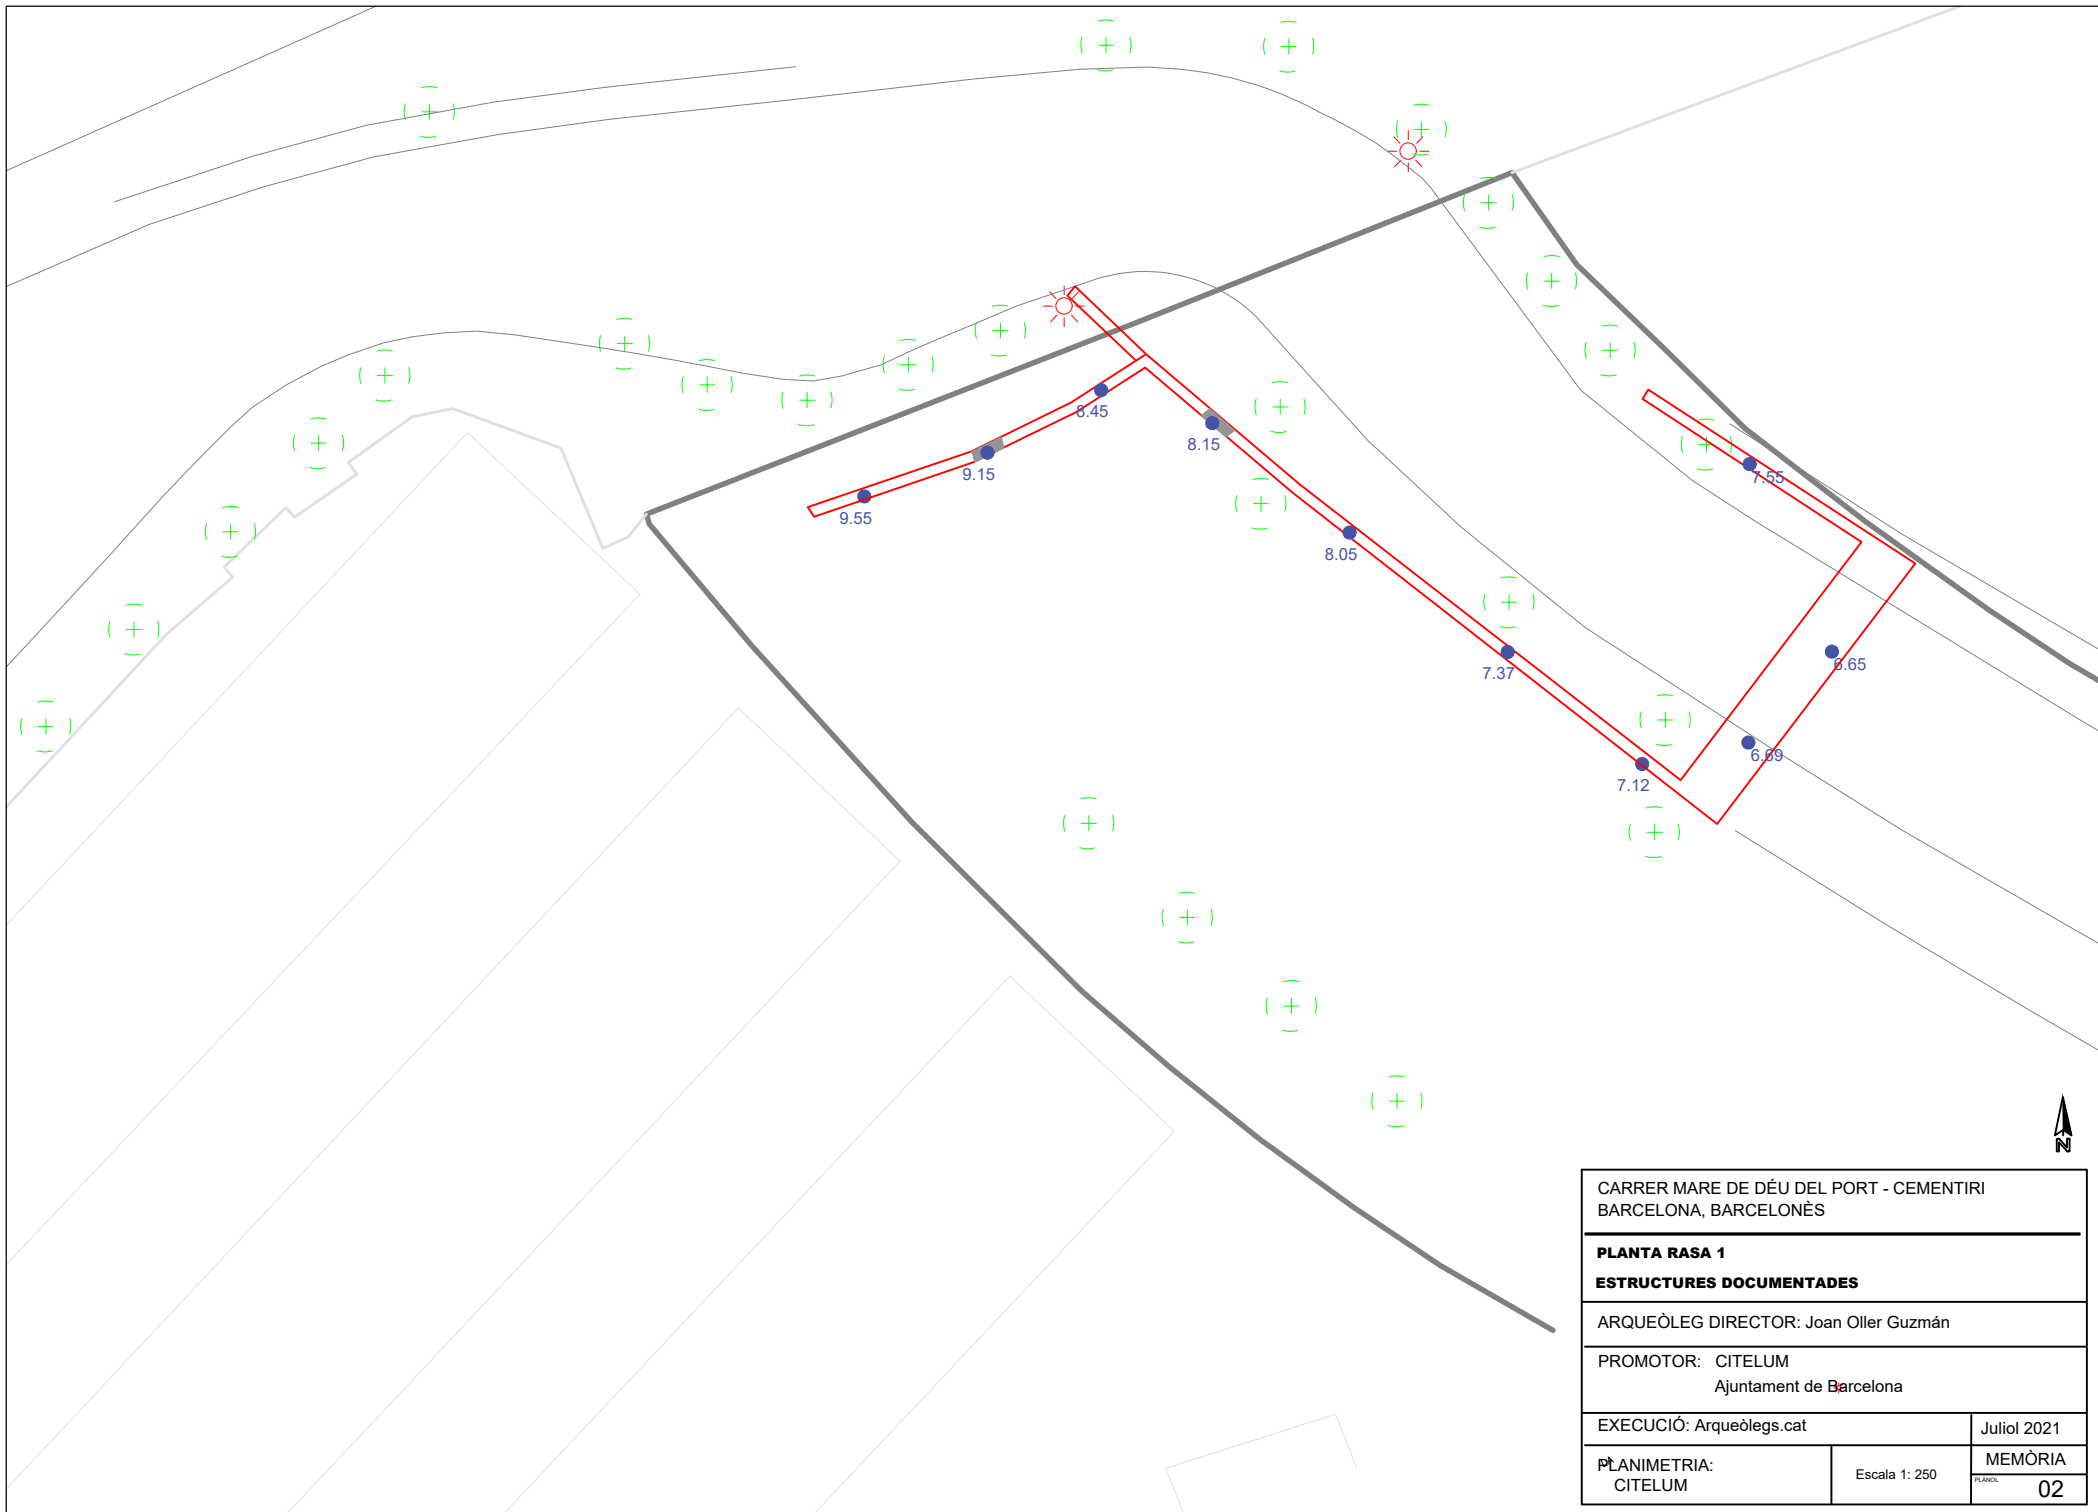 8.45
8.15
9.15
9.55
7.55
8.05
7.37
6.65
6.69
7.12
N
CARRER MARE DE DÉU DEL PORT - CEMENTIRI
BARCELONA, BARCELONÈS
PLANTA RASA 1
ESTRUCTURES DOCUMENTADES
ARQUEÒLEG DIRECTOR: Joan Oller Guzmán
PROMOTOR: CITELUM
Ajuntament de Barcelona
EXECUCIÓ: Arqueòlegs.cat
Juliol 2021
PLANIMETRIA:
CITELUM
Escala 1: 250
MEMÒRIA
PLÀNOL
02